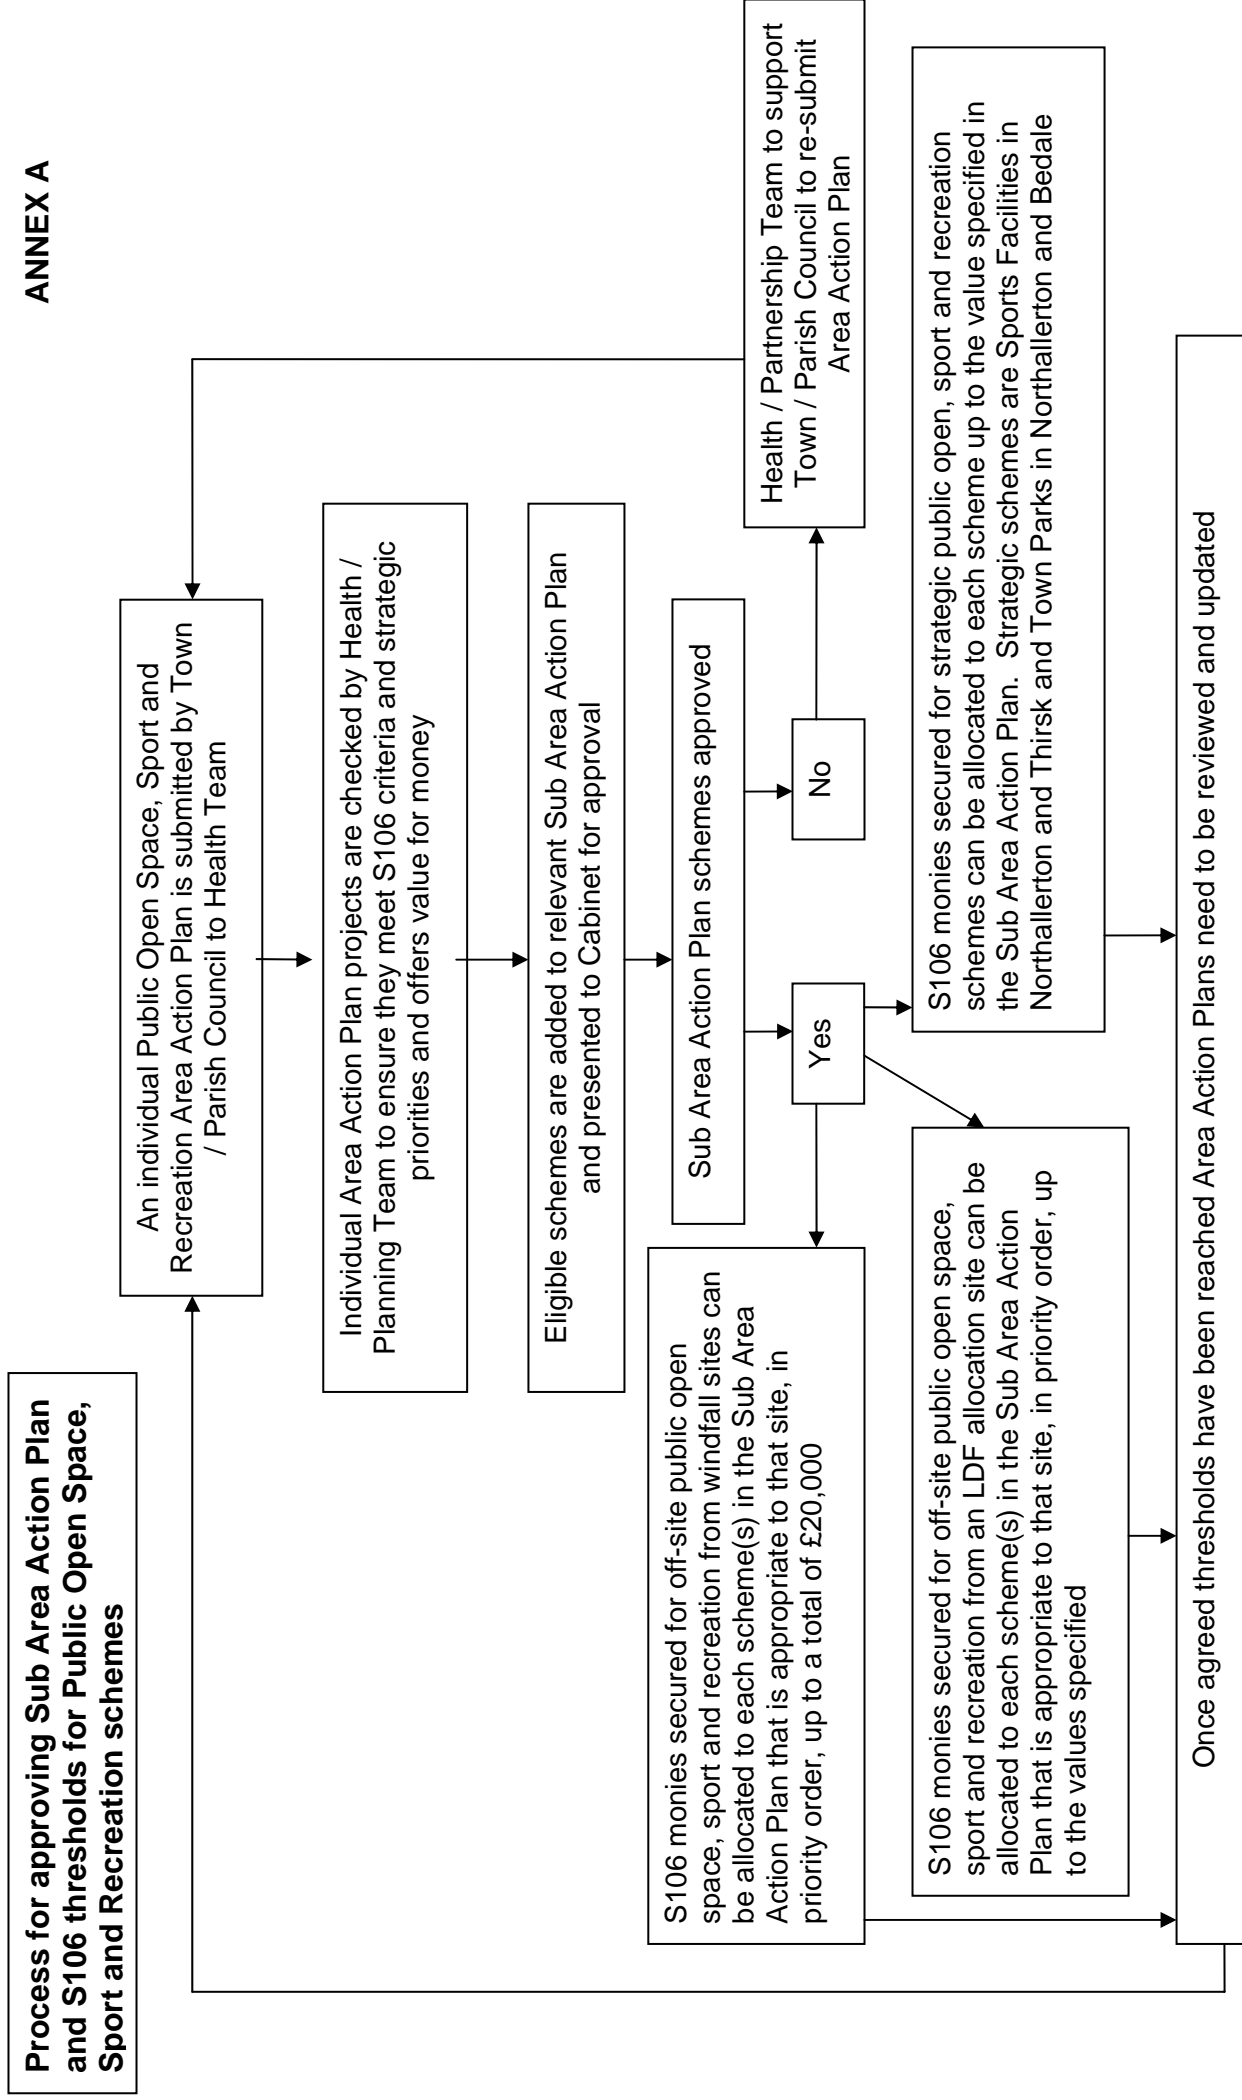 ANNEX A
Process for approving Sub Area Action Plan
and S106 thresholds for Public Open Space,
Sport and Recreation schemes
An individual Public Open Space, Sport and
Recreation Area Action Plan is submitted by Town
/ Parish Council to Health Team
Individual Area Action Plan projects are checked by Health /
Planning Team to ensure they meet S106 criteria and strategic
priorities and offers value for money
Eligible schemes are added to relevant Sub Area Action Plan
and presented to Cabinet for approval
Sub Area Action Plan schemes approved
Yes
No
Health / Partnership Team to support
Town / Parish Council to re-submit
Area Action Plan
S106 monies secured for off-site public open
space, sport and recreation from windfall sites can
be allocated to each scheme(s) in the Sub Area
Action Plan that is appropriate to that site, in
priority order, up to a total of £20,000
S106 monies secured for off-site public open space,
sport and recreation from an LDF allocation site can be
allocated to each scheme(s) in the Sub Area Action
Plan that is appropriate to that site, in priority order, up
to the values specified
S106 monies secured for strategic public open, sport and recreation
schemes can be allocated to each scheme up to the value specified in
the Sub Area Action Plan.  Strategic schemes are Sports Facilities in
Northallerton and Thirsk and Town Parks in Northallerton and Bedale
Once agreed thresholds have been reached Area Action Plans need to be reviewed and updated